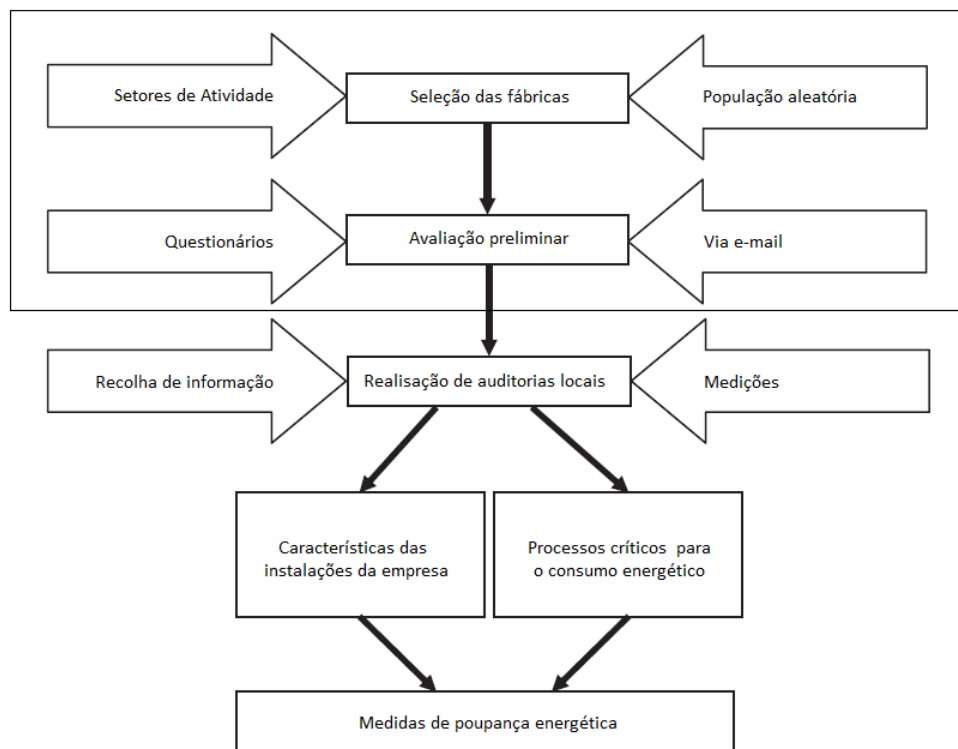 Setores de Atividade
Seleção das fábricas
População aleatória
Questionários
Avaliação preliminar
Via e-mail
Recolha de informação
Realisação de auditorias locais
Medições
Características das
instalações da empresa
Processos críticos para
o consumo energético
Medidas de poupança energética